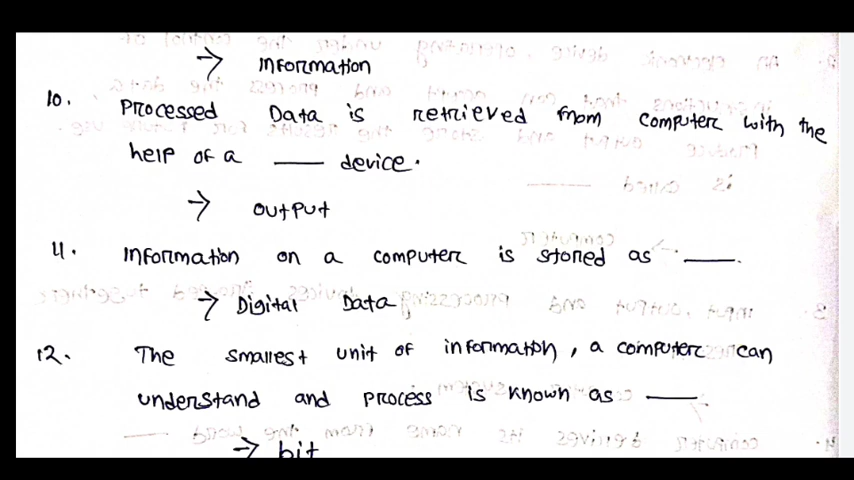 → Information
10. Processed Data is retrieved from computer with the
help of a ___ device.
→ output
11. Information on a computer is stored as ___.
→ Digital Data
12. The smallest unit of information, a computer can
understand and process is known as ___
→ bit